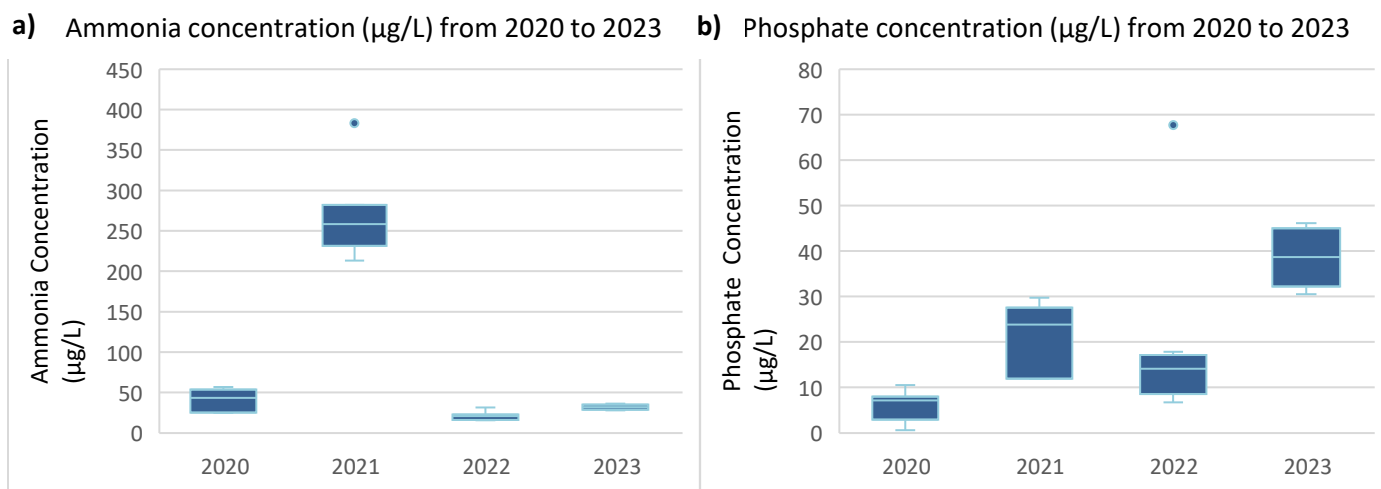 a) Ammonia concentration (µg/L) from 2020 to 2023
450
400
350
300
250
200
150
100
50
0
Ammonia Concentration
(µg/L)
2020 2021 2022 2023
b) Phosphate concentration (µg/L) from 2020 to 2023
80
70
60
50
40
30
20
10
0
Phosphate Concentration
(µg/L)
2020 2021 2022 2023